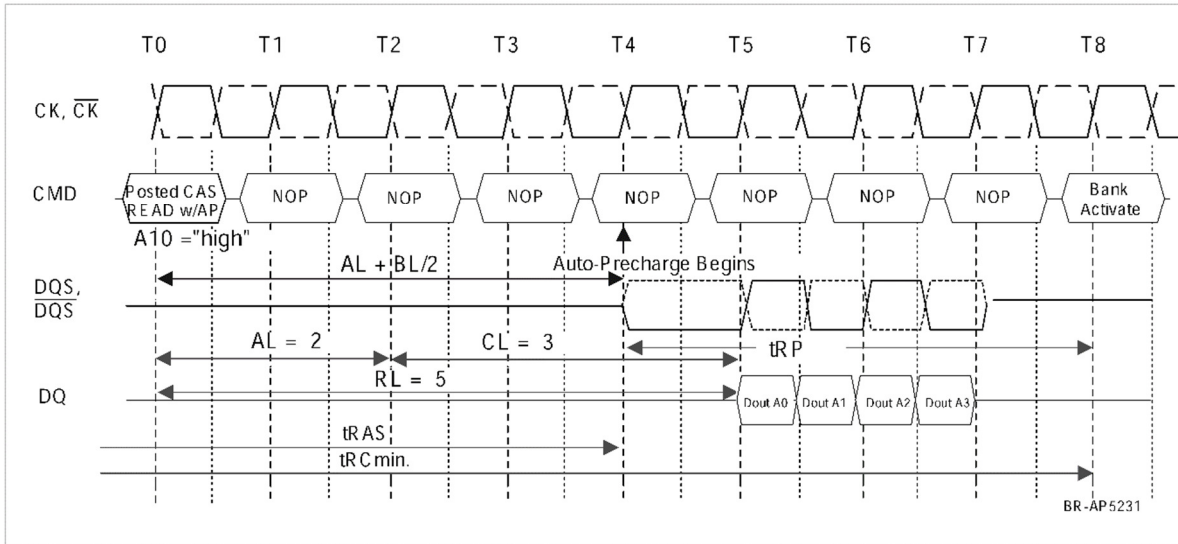 T0 T1 T2 T3 T4 T5 T6 T7 T8
CK, CK
CMD
Posted CAS
READ w/AP
NOP NOP NOP NOP NOP NOP NOP
Bank
Activate
A10 ="high"
AL + BL/2
Auto-Precharge Begins
DQS,
DQS
AL = 2
CL = 3
tRP
RL = 5
DQ
Dout A0 Dout A1 Dout A2 Dout A3
tRAS
tRCmin.
BR-AP5231